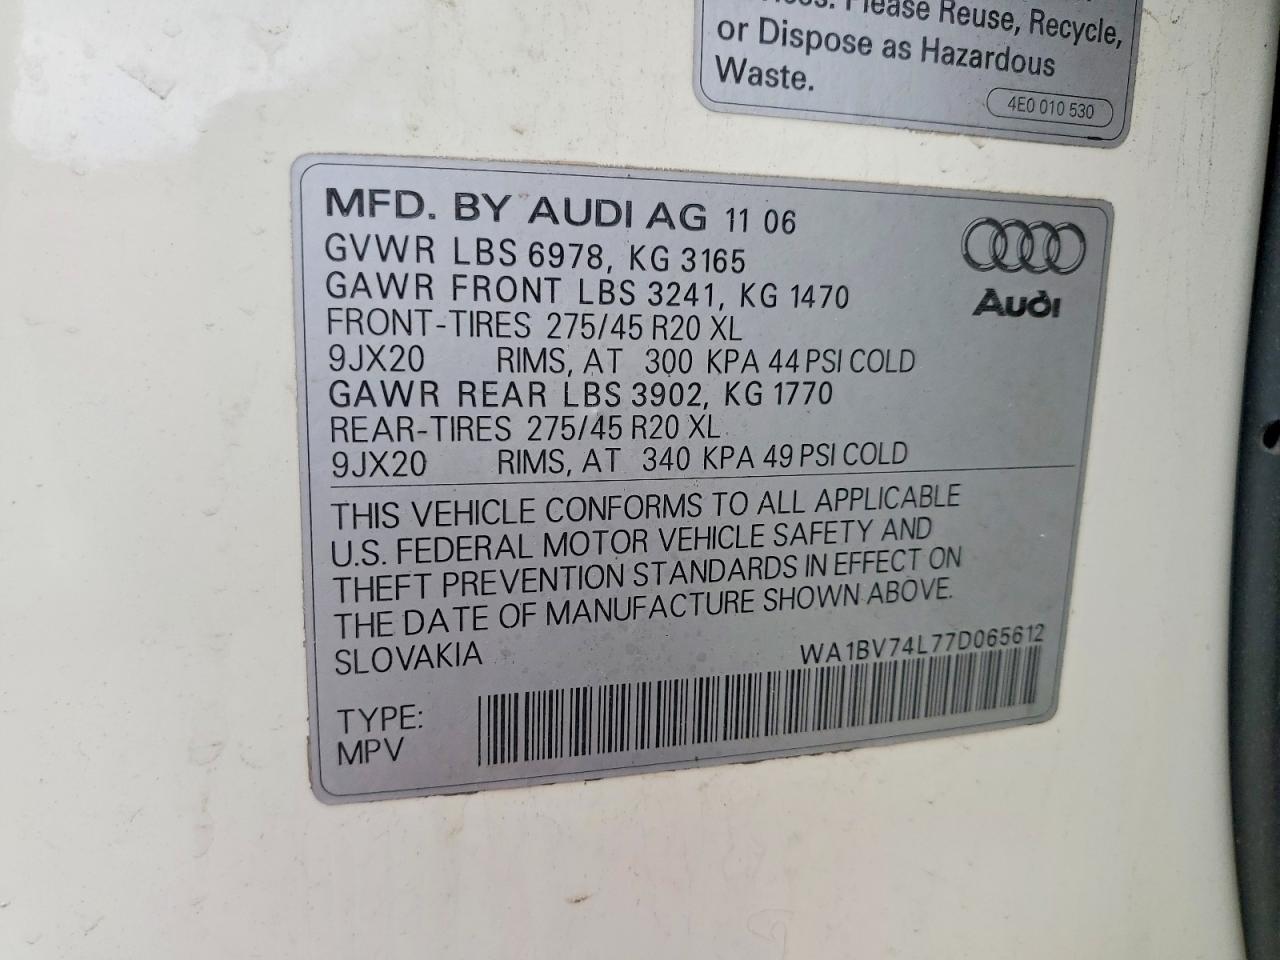 Please Reuse, Recycle,
or Dispose as Hazardous
Waste.
4E0 010 530
MFD. BY AUDI AG 11 06
GVWR LBS 6978, KG 3165
GAWR FRONT LBS 3241, KG 1470
FRONT-TIRES 275/45 R20 XL
9JX20 RIMS, AT 300 KPA 44 PSI COLD
GAWR REAR LBS 3902, KG 1770
REAR-TIRES 275/45 R20 XL
9JX20 RIMS, AT 340 KPA 49 PSI COLD
Audi
THIS VEHICLE CONFORMS TO ALL APPLICABLE
U.S. FEDERAL MOTOR VEHICLE SAFETY AND
THEFT PREVENTION STANDARDS IN EFFECT ON
THE DATE OF MANUFACTURE SHOWN ABOVE.
SLOVAKIA WA1BV74L77D065612
TYPE:
MPV